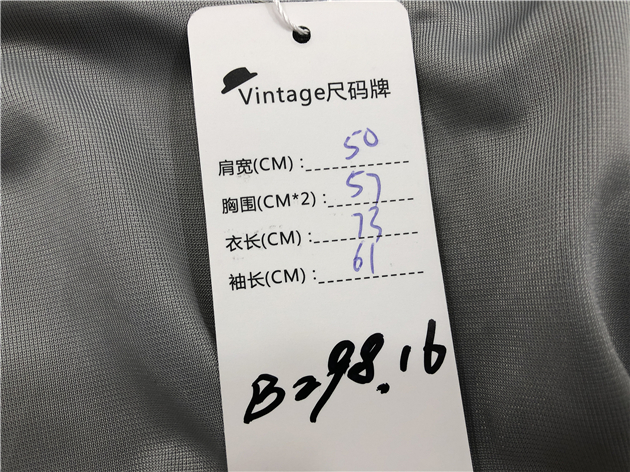 Vintage尺码牌
肩宽(CM)：50
胸围(CM*2)：57
衣长(CM)：73
袖长(CM)：61
B298.16